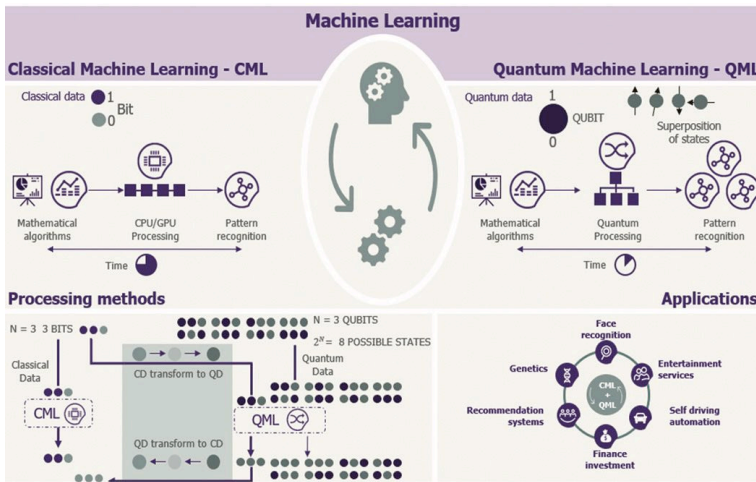 Machine Learning
Classical Machine Learning - CML
Quantum Machine Learning - QML
Classical data
1
Bit
0
Mathematical
algorithms
CPU/GPU
Processing
Pattern
recognition
Time
Quantum data
1
QUBIT
0
Superposition
of states
Mathematical
algorithms
Quantum
Processing
Pattern
recognition
Time
Processing methods
N = 3 3 BITS
N = 3 QUBITS
2^N = 8 POSSIBLE STATES
Classical
Data
CD transform to QD
Quantum
Data
CML
QML
QD transform to CD
Applications
Face
recognition
Genetics
Entertainment
services
CML
+
QML
Recommendation
systems
Self driving
automation
Finance
investment